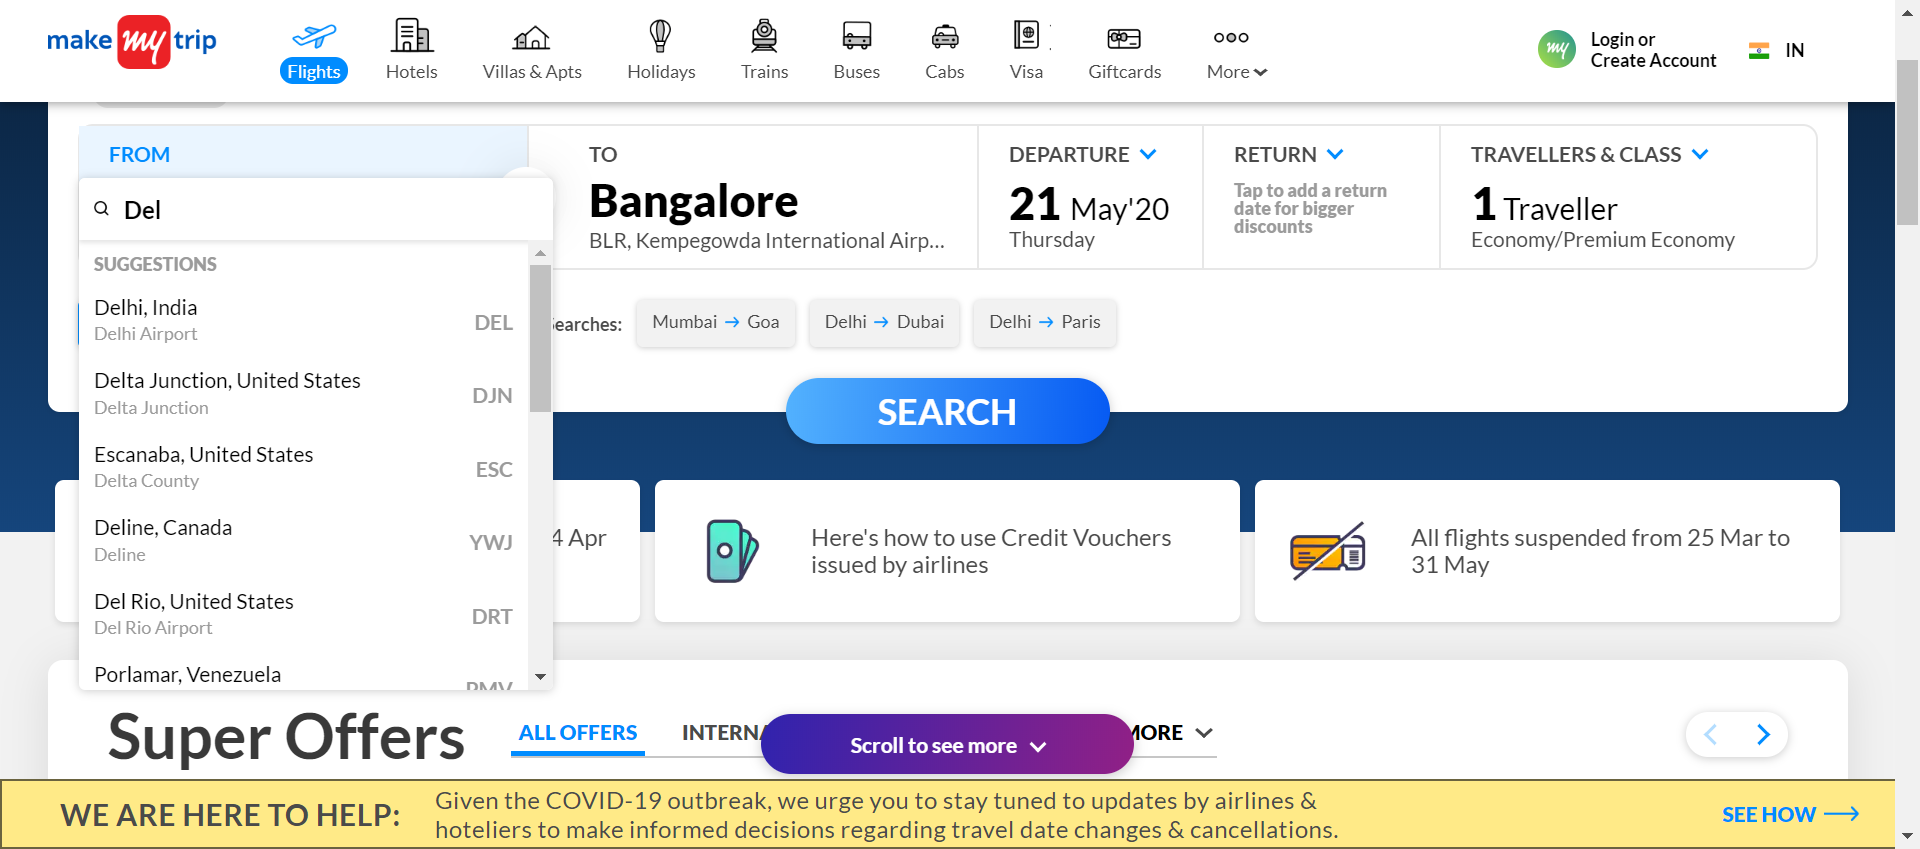 make my trip
Flights
Hotels
Villas & Apts
Holidays
Trains
Buses
Cabs
Visa
Giftcards
More
my
Login or
Create Account
IN
FROM
Del
SUGGESTIONS
Delhi, India
Delhi Airport
DEL
Delta Junction, United States
Delta Junction
DJN
Escanaba, United States
Delta County
ESC
Deline, Canada
Deline
YWJ
Del Rio, United States
Del Rio Airport
DRT
Porlamar, Venezuela
PMV
TO
Bangalore
BLR, Kempegowda International Airp...
DEPARTURE
21 May'20
Thursday
RETURN
Tap to add a return
date for bigger
discounts
TRAVELLERS & CLASS
1 Traveller
Economy/Premium Economy
Searches:
Mumbai → Goa
Delhi → Dubai
Delhi → Paris
SEARCH
4 Apr
Here's how to use Credit Vouchers
issued by airlines
All flights suspended from 25 Mar to
31 May
Super Offers
ALL OFFERS
INTERNA
MORE
Scroll to see more
WE ARE HERE TO HELP:
Given the COVID-19 outbreak, we urge you to stay tuned to updates by airlines &
hoteliers to make informed decisions regarding travel date changes & cancellations.
SEE HOW